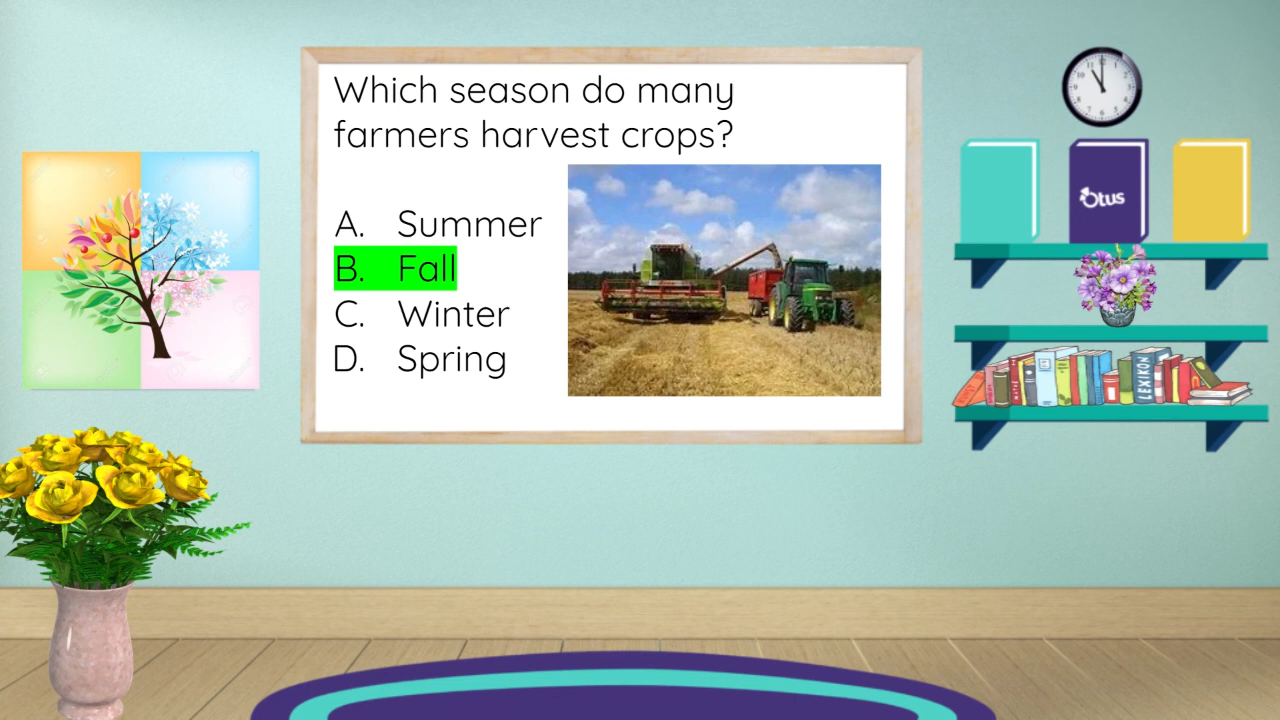 Which season do many
farmers harvest crops?
A. Summer
B. Fall
C. Winter
D. Spring
Otus
LEXIKON